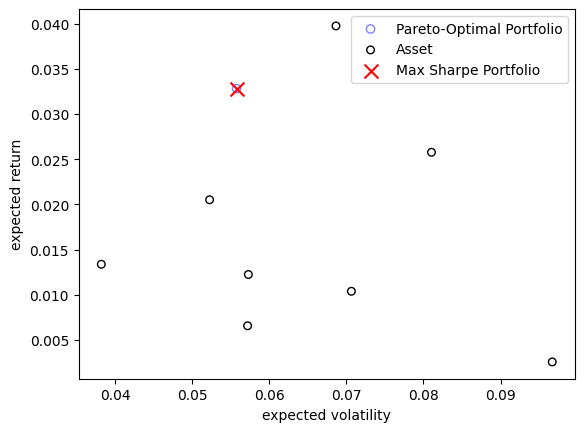 0.040
0.035
0.030
0.025
0.020
0.015
0.010
0.005
expected return
Pareto-Optimal Portfolio
Asset
Max Sharpe Portfolio
0.04 0.05 0.06 0.07 0.08 0.09
expected volatility